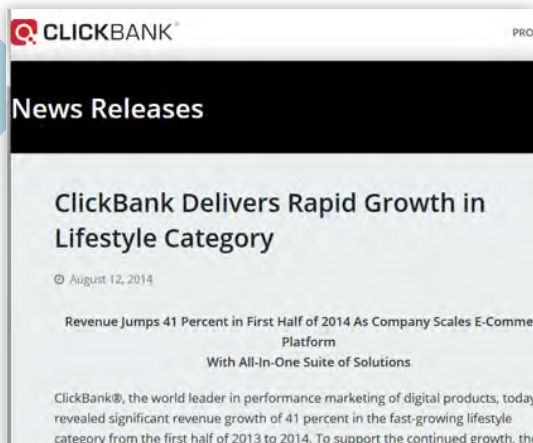 CLICKBANK®
PRO
News Releases
ClickBank Delivers Rapid Growth in
Lifestyle Category
August 12, 2014
Revenue Jumps 41 Percent in First Half of 2014 As Company Scales E-Comme
Platform
With All-In-One Suite of Solutions
ClickBank®, the world leader in performance marketing of digital products, today
revealed significant revenue growth of 41 percent in the fast-growing lifestyle
category from the first half of 2013 to 2014. To support the continued growth, the